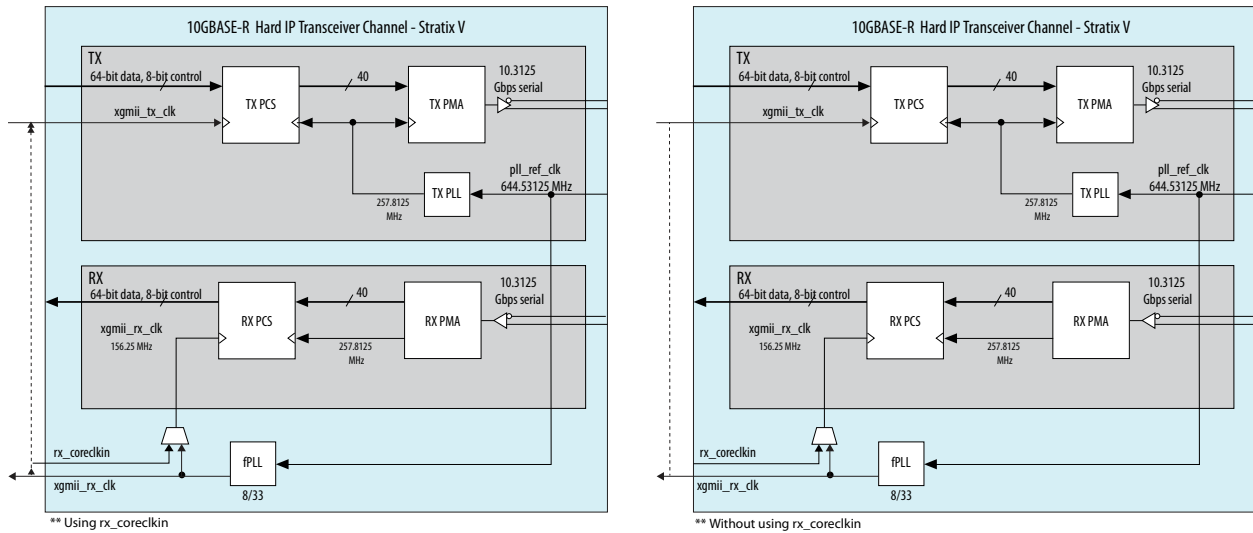 10GBASE-R Hard IP Transceiver Channel - Stratix V
TX
64-bit data, 8-bit control
40
10.3125
Gbps serial
TX PCS
TX PMA
xgmii_tx_clk
pll_ref_clk
644.53125 MHz
TX PLL
257.8125
MHz
RX
64-bit data, 8-bit control
40
10.3125
Gbps serial
RX PCS
RX PMA
xgmii_rx_clk
156.25 MHz
257.8125
MHz
rx_coreclkin
fPLL
xgmii_rx_clk
8/33
** Using rx_coreclkin
10GBASE-R Hard IP Transceiver Channel - Stratix V
TX
64-bit data, 8-bit control
40
10.3125
Gbps serial
TX PCS
TX PMA
xgmii_tx_clk
pll_ref_clk
644.53125 MHz
TX PLL
257.8125
MHz
RX
64-bit data, 8-bit control
40
10.3125
Gbps serial
RX PCS
RX PMA
xgmii_rx_clk
156.25 MHz
257.8125
MHz
rx_coreclkin
fPLL
xgmii_rx_clk
8/33
** Without using rx_coreclkin